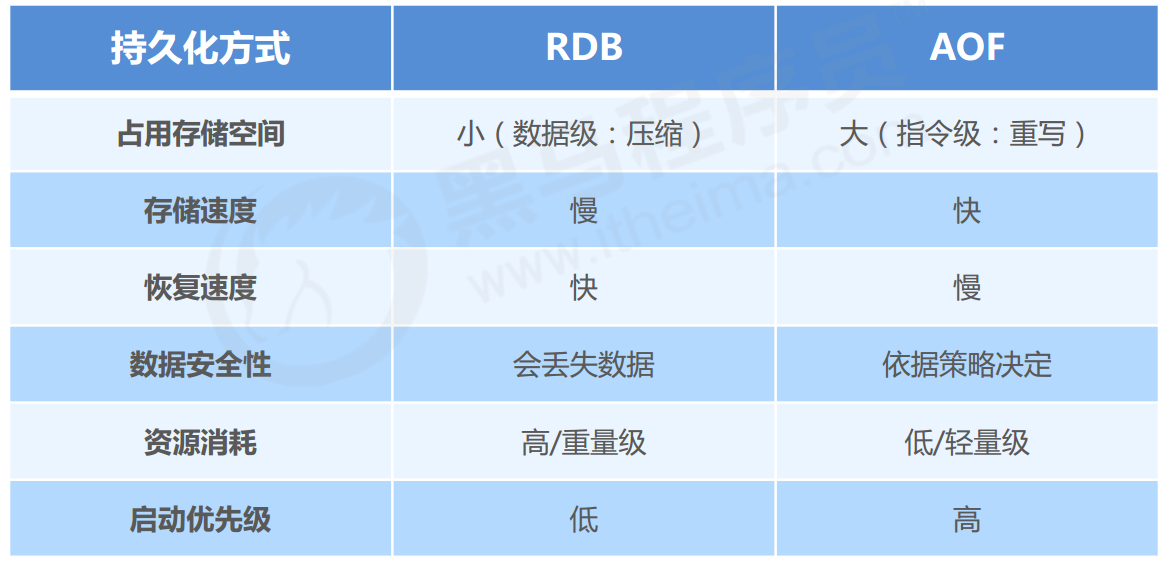 持久化方式 RDB AOF
占用存储空间 小（数据级：压缩） 大（指令级：重写）
存储速度 慢 快
恢复速度 快 慢
数据安全性 会丢失数据 依据策略决定
资源消耗 高/重量级 低/轻量级
启动优先级 低 高
黑马程序员
www.itheima.com